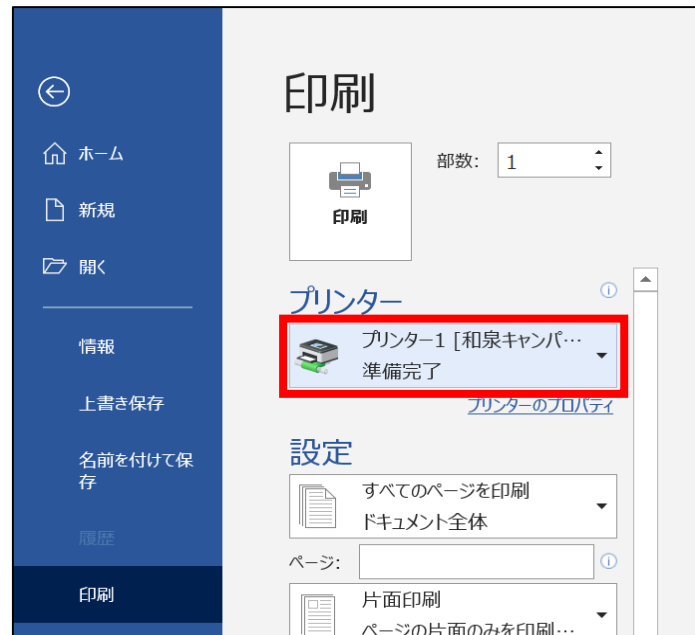 印刷
ホーム
新規
開く
情報
上書き保存
名前を付けて保
存
履歴
印刷
印刷
部数: 1
プリンター
プリンター1 [和泉キャンパ…
準備完了
プリンターのプロパティ
設定
すべてのページを印刷
ドキュメント全体
ページ:
片面印刷
ページの片面のみを印刷…